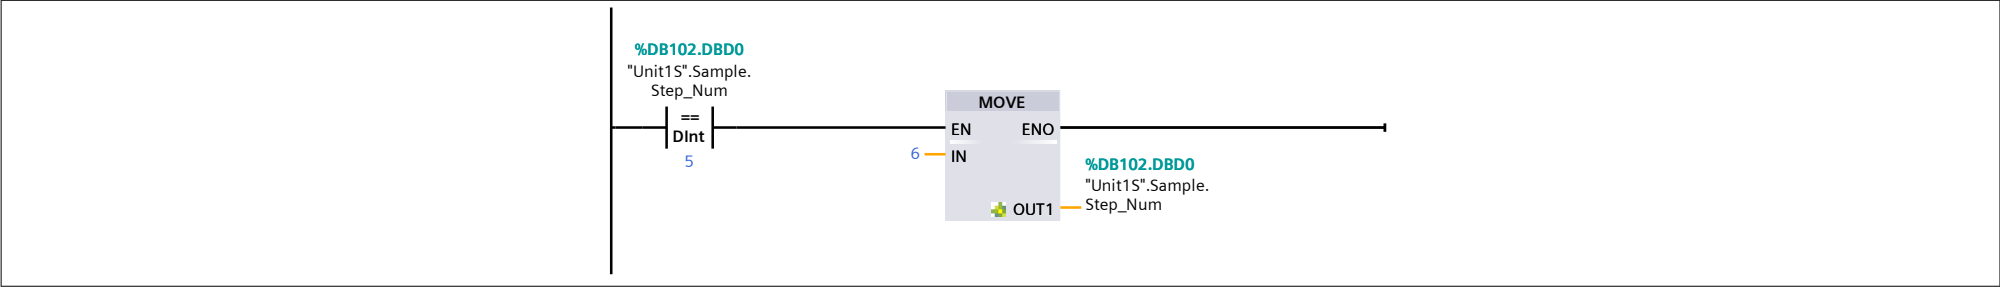 %DB102.DBD0
"Unit1S".Sample.
Step_Num
==
DInt
5
MOVE
EN ENO
6 IN
%DB102.DBD0
"Unit1S".Sample.
Step_Num
OUT1